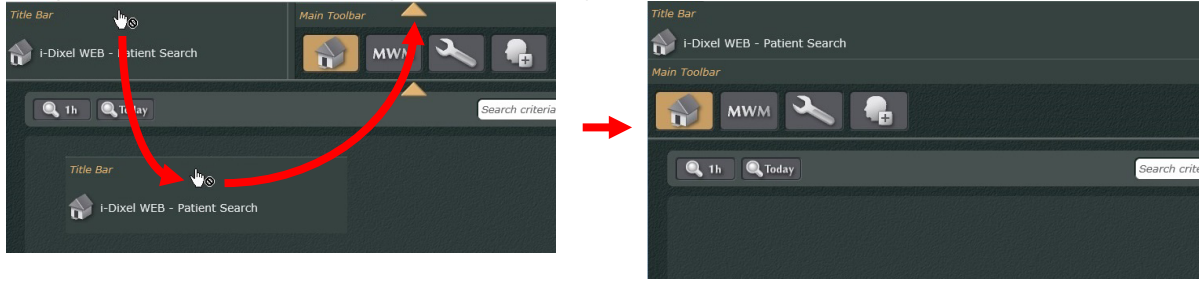 Title Bar
i-Dixel WEB - Patient Search
Main Toolbar
MWM
1h
Today
Search criteria
Title Bar
i-Dixel WEB - Patient Search
Title Bar
i-Dixel WEB - Patient Search
Main Toolbar
MWM
1h
Today
Search crite